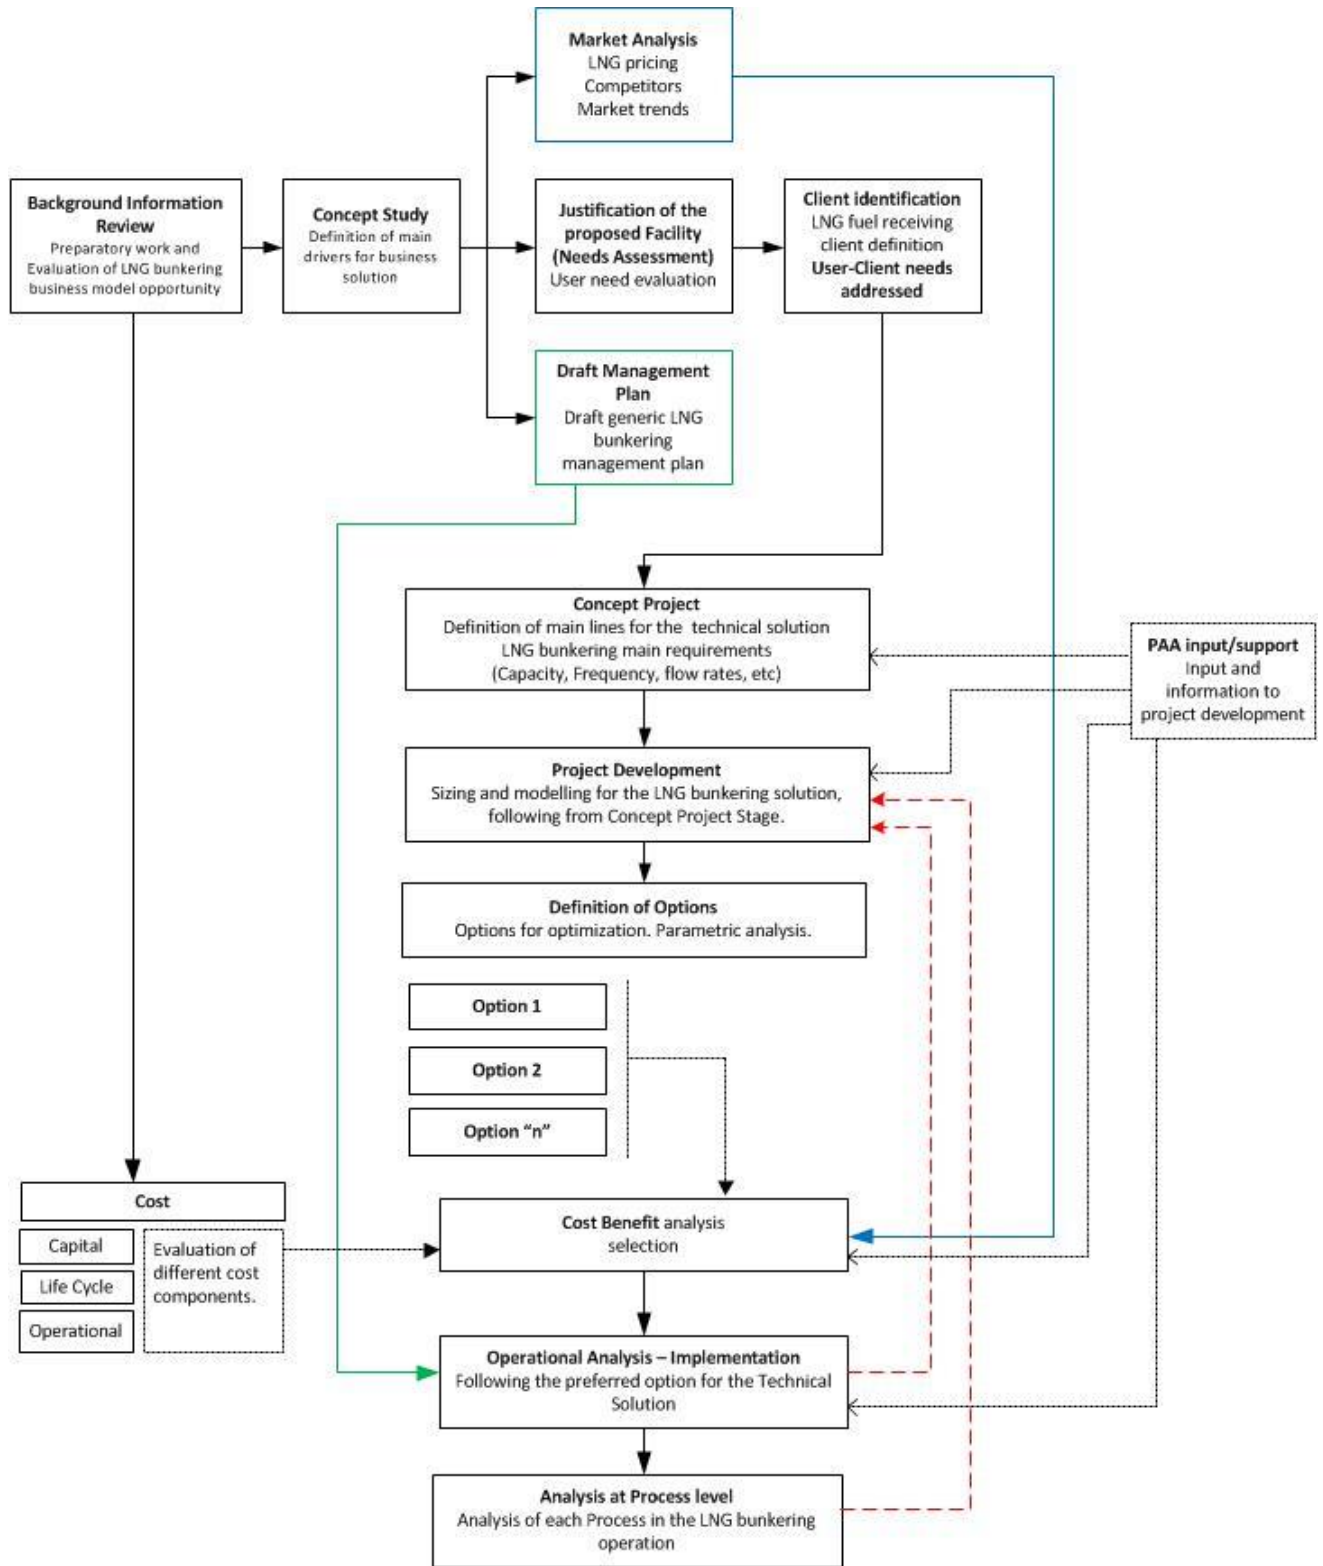 Market Analysis
LNG pricing
Competitors
Market trends
Background Information
Review
Preparatory work and
Evaluation of LNG bunkering
business model opportunity
Concept Study
Definition of main
drivers for business
solution
Justification of the
proposed Facility
(Needs Assessment)
User need evaluation
Client identification
LNG fuel receiving
client definition
User-Client needs
addressed
Draft Management
Plan
Draft generic LNG
bunkering
management plan
Concept Project
Definition of main lines for the technical solution
LNG bunkering main requirements
(Capacity, Frequency, flow rates, etc)
PAA input/support
Input and
information to
project development
Project Development
Sizing and modelling for the LNG bunkering solution,
following from Concept Project Stage.
Definition of Options
Options for optimization. Parametric analysis.
Option 1
Option 2
Option “n”
Cost
Capital
Life Cycle
Operational
Evaluation of
different cost
components.
Cost Benefit analysis
selection
Operational Analysis – Implementation
Following the preferred option for the Technical
Solution
Analysis at Process level
Analysis of each Process in the LNG bunkering
operation